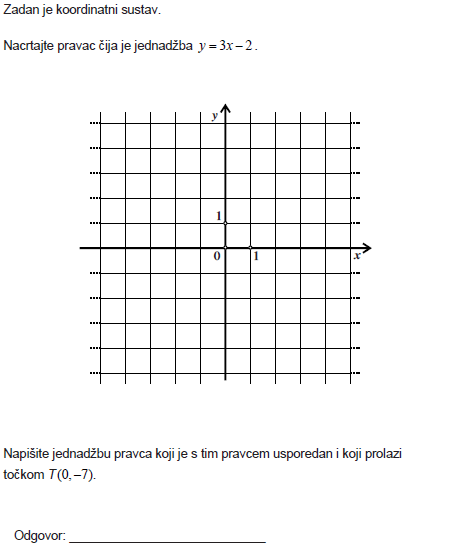 Zadan je koordinatni sustav.
Nacrtajte pravac čija je jednadžba y = 3x – 2.
y
1
0 1 x
Napišite jednadžbu pravca koji je s tim pravcem usporedan i koji prolazi
točkom T(0, –7).
Odgovor: ____________________________